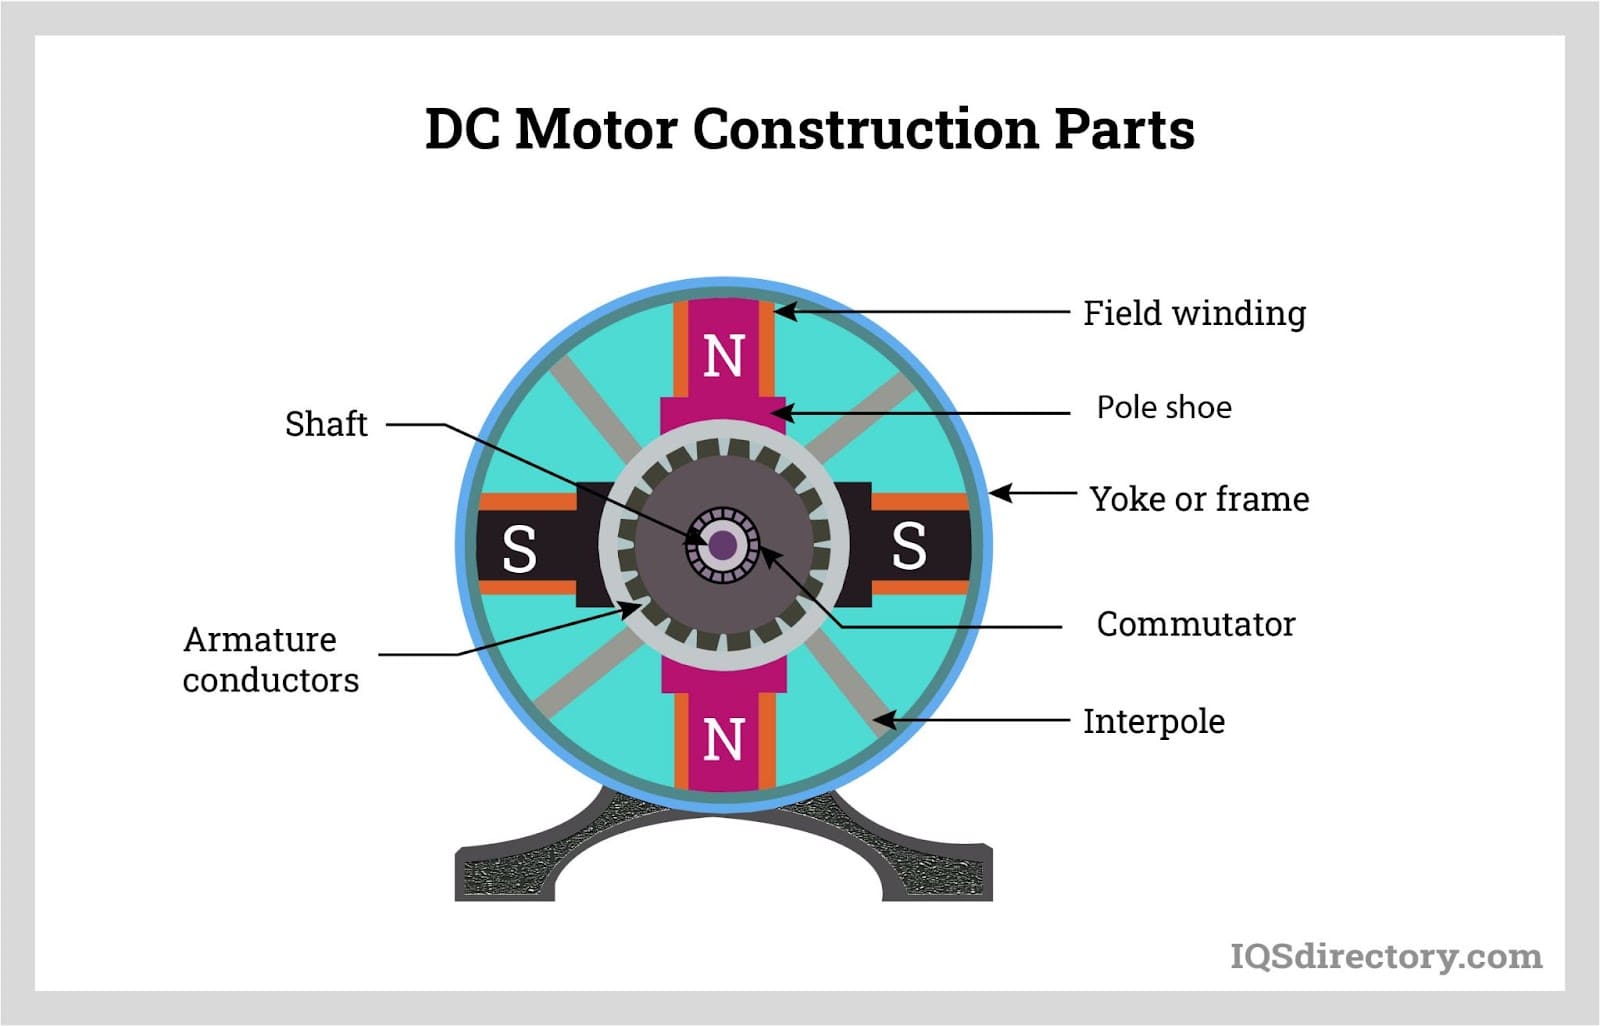 DC Motor Construction Parts
Field winding
N
Pole shoe
Shaft
Yoke or frame
S
S
Commutator
Armature
conductors
Interpole
N
IQSdirectory.com